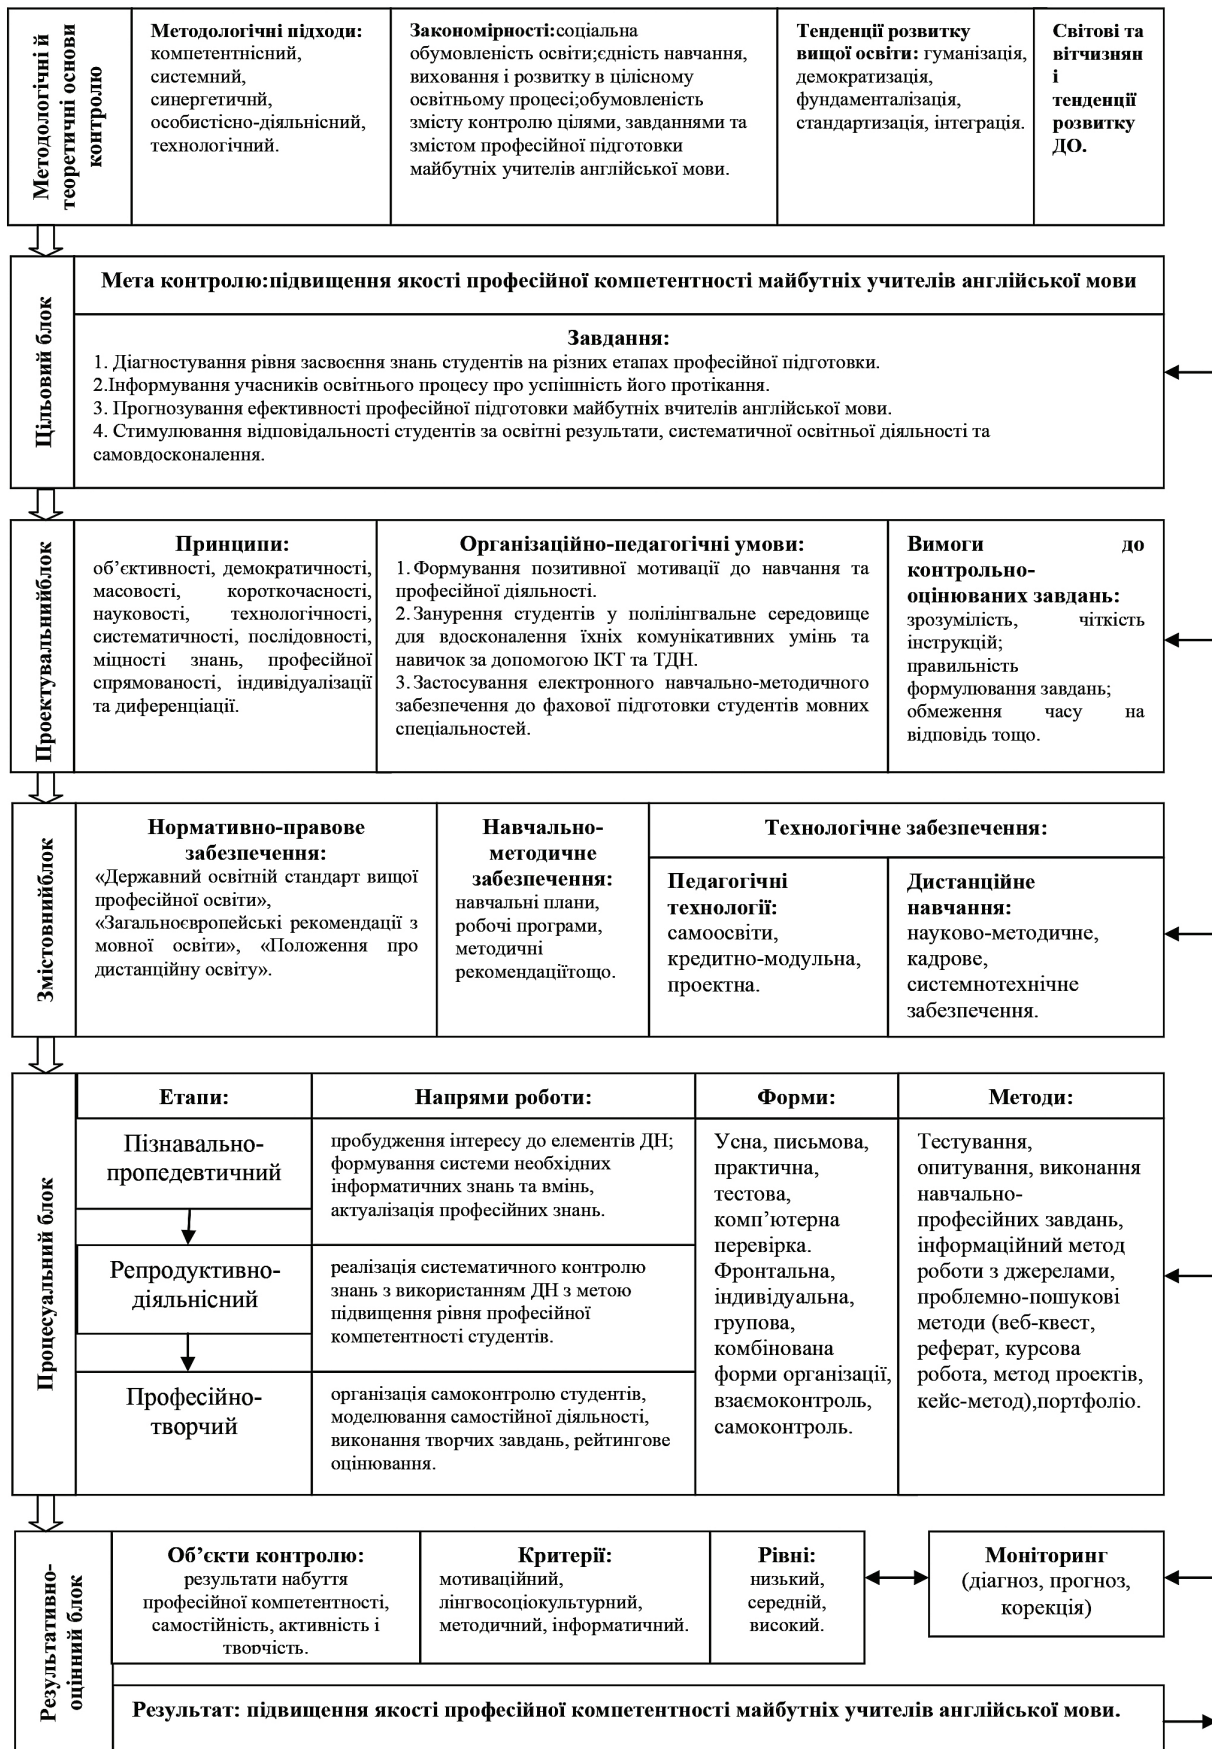 Методологічні й
теоретичні основи
контролю
Методологічні підходи:
компетентнісний,
системний,
синергетичнй,
особистісно-діяльнісний,
технологічний.
Закономірності:соціальна
обумовленість освіти;єдність навчання,
виховання і розвитку в цілісному
освітньому процесі;обумовленість
змісту контролю цілями, завданнями та
змістом професійної підготовки
майбутніх учителів англійської мови.
Тенденції розвитку
вищої освіти: гуманізація,
демократизація,
фундаменталізація,
стандартизація, інтеграція.
Світові та
вітчизнян
і
тенденції
розвитку
ДО.
Цільовий блок
Мета контролю:підвищення якості професійної компетентності майбутніх учителів англійської мови
Завдання:
1. Діагностування рівня засвоєння знань студентів на різних етапах професійної підготовки.
2.Інформування учасників освітнього процесу про успішність його протікання.
3. Прогнозування ефективності професійної підготовки майбутніх вчителів англійської мови.
4. Стимулювання відповідальності студентів за освітні результати, систематичної освітньої діяльності та
самовдосконалення.
Проектувальнийблок
Принципи:
об’єктивності, демократичності,
масовості, короткочасності,
науковості, технологічності,
систематичності, послідовності,
міцності знань, професійної
спрямованості, індивідуалізації
та диференціації.
Організаційно-педагогічні умови:
1. Формування позитивної мотивації до навчання та
професійної діяльності.
2. Занурення студентів у полілінгвальне середовище
для вдосконалення їхніх комунікативних умінь та
навичок за допомогою ІКТ та ТДН.
3. Застосування електронного навчально-методичного
забезпечення до фахової підготовки студентів мовних
спеціальностей.
Вимоги до
контрольно-
оцінюваних завдань:
зрозумілість, чіткість
інструкцій;
правильність
формулювання завдань;
обмеження часу на
відповідь тощо.
Змістовнийблок
Нормативно-правове
забезпечення:
«Державний освітній стандарт вищої
професійної освіти»,
«Загальноєвропейські рекомендації з
мовної освіти», «Положення про
дистанційну освіту».
Навчально-
методичне
забезпечення:
навчальні плани,
робочі програми,
методичні
рекомендаціїтощо.
Технологічне забезпечення:
Педагогічні
технології:
самоосвіти,
кредитно-модульна,
проектна.
Дистанційне
навчання:
науково-методичне,
кадрове,
системнотехнічне
забезпечення.
Процесуальний блок
Етапи:
Напрями роботи:
Форми:
Методи:
Пізнавально-
пропедевтичний
пробудження інтересу до елементів ДН;
формування системи необхідних
інформатичних знань та вмінь,
актуалізація професійних знань.
Репродуктивно-
діяльнісний
реалізація систематичного контролю
знань з використанням ДН з метою
підвищення рівня професійної
компетентності студентів.
Професійно-
творчий
організація самоконтролю студентів,
моделювання самостійної діяльності,
виконання творчих завдань, рейтингове
оцінювання.
Усна, письмова,
практична,
тестова,
комп’ютерна
перевірка.
Фронтальна,
індивідуальна,
групова,
комбінована
форми організації,
взаємоконтроль,
самоконтроль.
Тестування,
опитування, виконання
навчально-
професійних завдань,
інформаційний метод
роботи з джерелами,
проблемно-пошукові
методи (веб-квест,
реферат, курсова
робота, метод проектів,
кейс-метод),портфоліо.
Результативно-
оцінний блок
Об’єкти контролю:
результати набуття
професійної компетентності,
самостійність, активність і
творчість.
Критерії:
мотиваційний,
лінгвосоціокультурний,
методичний, інформатичний.
Рівні:
низький,
середній,
високий.
Моніторинг
(діагноз, прогноз,
корекція)
Результат: підвищення якості професійної компетентності майбутніх учителів англійської мови.